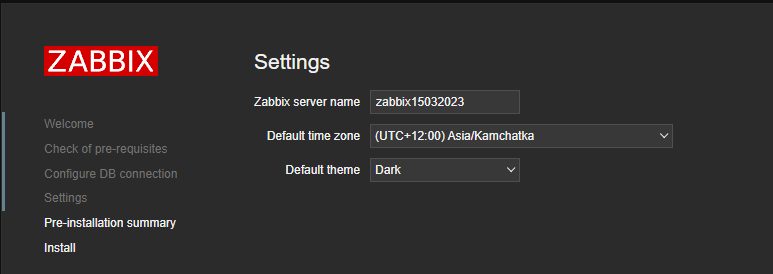 ZABBIX
Welcome
Check of pre-requisites
Configure DB connection
Settings
Pre-installation summary
Install
Settings
Zabbix server name zabbix15032023
Default time zone (UTC+12:00) Asia/Kamchatka
Default theme Dark